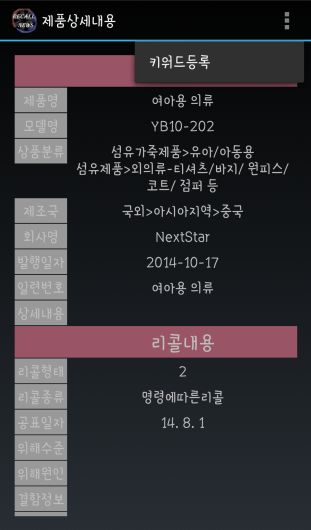 RECALL NEWS
제품상세내용
키워드등록
제품명 여아용 의류
모델명 YB10-202
상품분류 섬유가죽제품>유아/아동용
섬유제품>외의류-티셔츠/바지/ 원피스/
코트/ 점퍼 등
제조국 국외>아시아지역>중국
회사명 NextStar
발행일자 2014-10-17
일련번호 여아용 의류
상세내용
리콜내용
리콜형태 2
리콜종류 명령에따른리콜
공표일자 14. 8. 1
위해수준
위해원인
결함정보